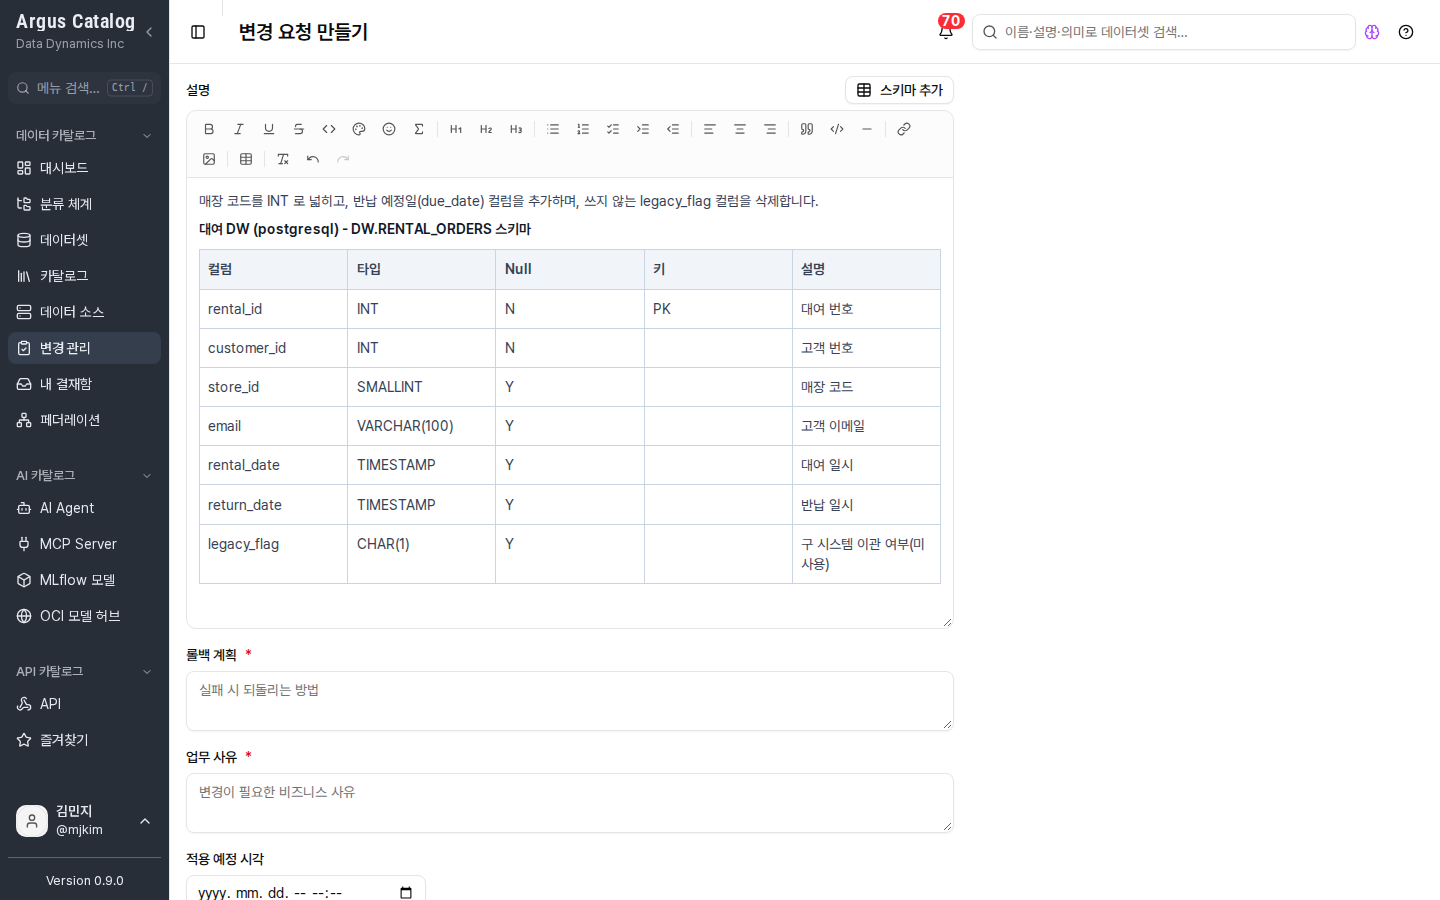 Argus Catalog
Data Dynamics Inc
메뉴 검색... Ctrl /
데이터 카탈로그
대시보드
분류 체계
데이터셋
카탈로그
데이터 소스
변경 관리
내 결재함
페더레이션
AI 카탈로그
AI Agent
MCP Server
MLflow 모델
OCI 모델 허브
API 카탈로그
API
즐겨찾기
김민지
@mjkim
Version 0.9.0
변경 요청 만들기
70
이름·설명·의미로 데이터셋 검색...
설명
스키마 추가
H1 H2 H3
매장 코드를 INT 로 넓히고, 반납 예정일(due_date) 컬럼을 추가하며, 쓰지 않는 legacy_flag 컬럼을 삭제합니다.
대여 DW (postgresql) - DW.RENTAL_ORDERS 스키마
컬럼 타입 Null 키 설명
rental_id INT N PK 대여 번호
customer_id INT N 고객 번호
store_id SMALLINT Y 매장 코드
email VARCHAR(100) Y 고객 이메일
rental_date TIMESTAMP Y 대여 일시
return_date TIMESTAMP Y 반납 일시
legacy_flag CHAR(1) Y 구 시스템 이관 여부(미
사용)
롤백 계획 *
실패 시 되돌리는 방법
업무 사유 *
변경이 필요한 비즈니스 사유
적용 예정 시각
yyyy. mm. dd. -- --:--